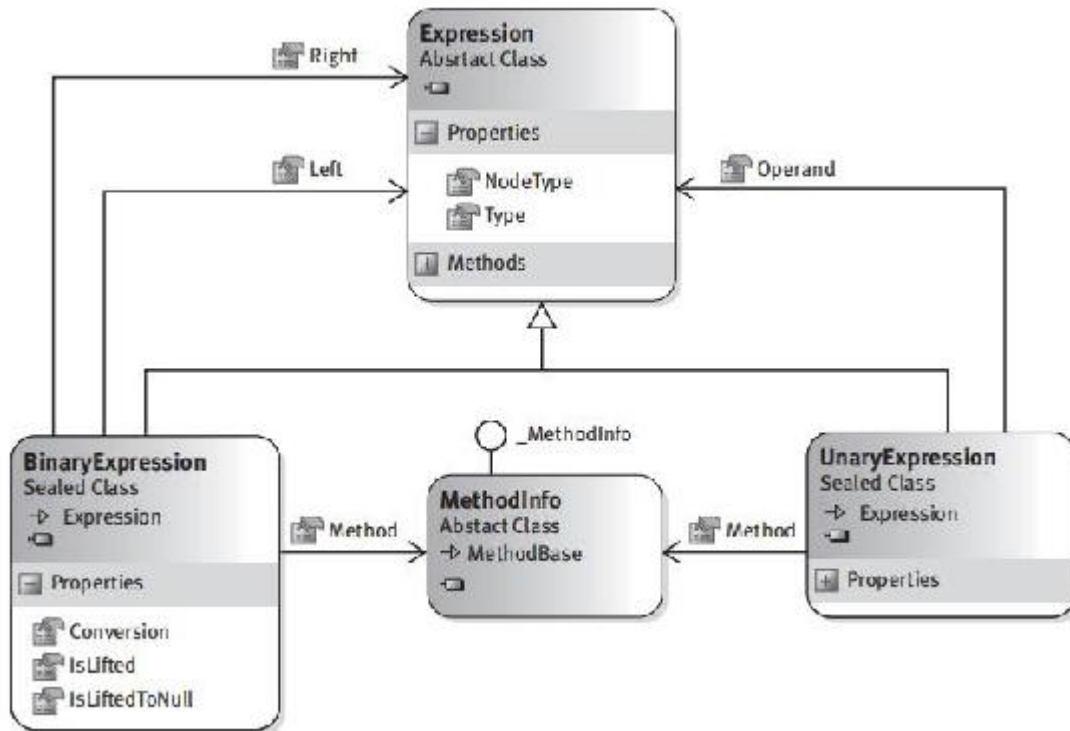 Right
Left
Expression
Absrtact Class
Properties
NodeType
Type
Methods
Operand
BinaryExpression
Sealed Class
Expression
Properties
Conversion
IsLifted
IsLiftedToNull
Method
_MethodInfo
MethodInfo
Abstact Class
MethodBase
Method
UnaryExpression
Sealed Class
Expression
Properties